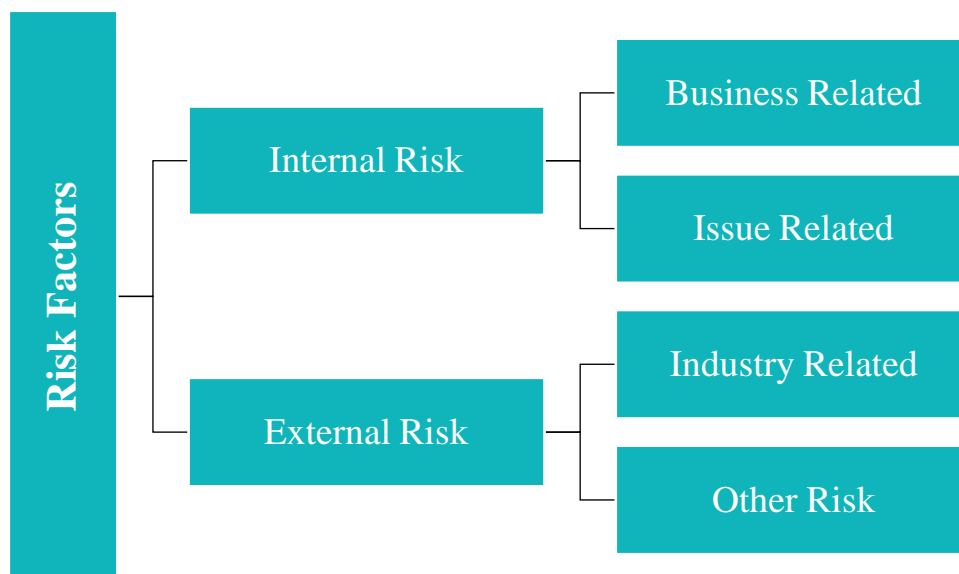 Risk Factors
Internal Risk
Business Related
Issue Related
External Risk
Industry Related
Other Risk